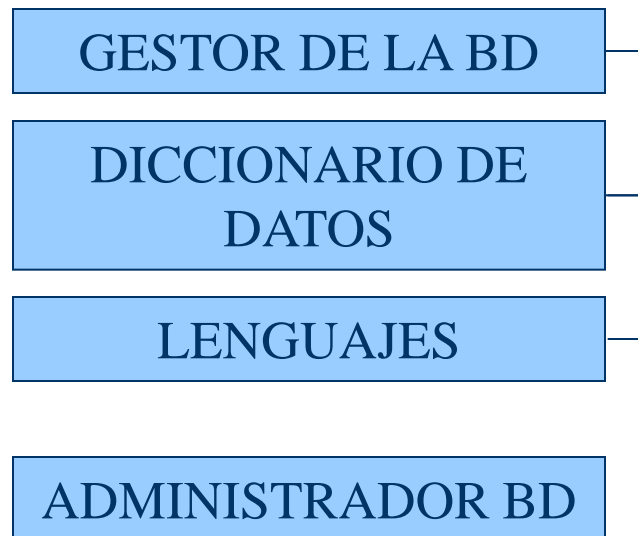 GESTOR DE LA BD
DICCIONARIO DE
DATOS
LENGUAJES
ADMINISTRADOR BD